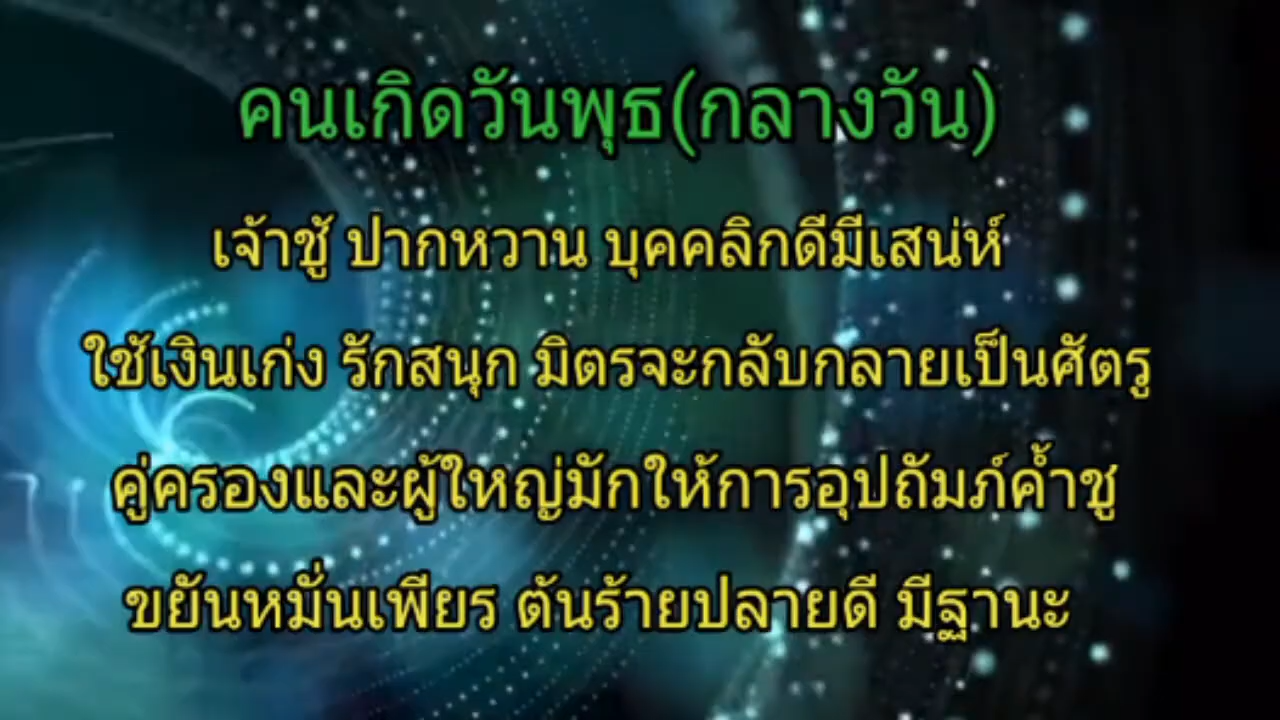 คนเกิดวันพุธ(กลางวัน)
เจ้าชู้ ปากหวาน บุคคลิกดีมีเสน่ห์
ใช้เงินเก่ง รักสนุก มิตรจะกลับกลายเป็นศัตรู
คู่ครองและผู้ใหญ่มักให้การอุปถัมภ์ค้ำชู
ขยันหมั่นเพียร ต้นร้ายปลายดี มีฐานะ